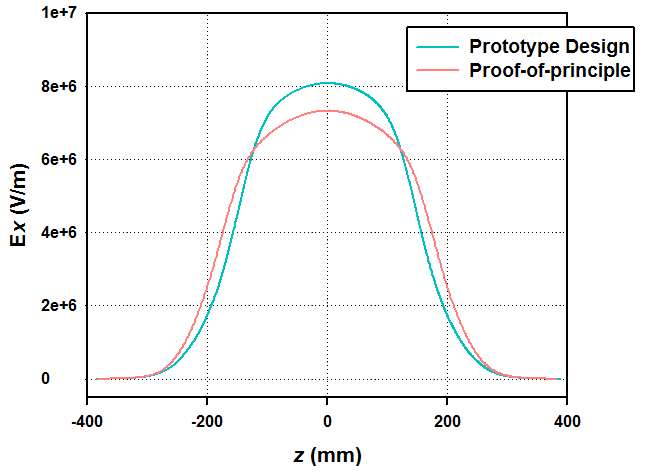 1e+7
8e+6
6e+6
4e+6
2e+6
0
Ex (V/m)
Prototype Design
Proof-of-principle
-400
-200
0
200
400
z (mm)